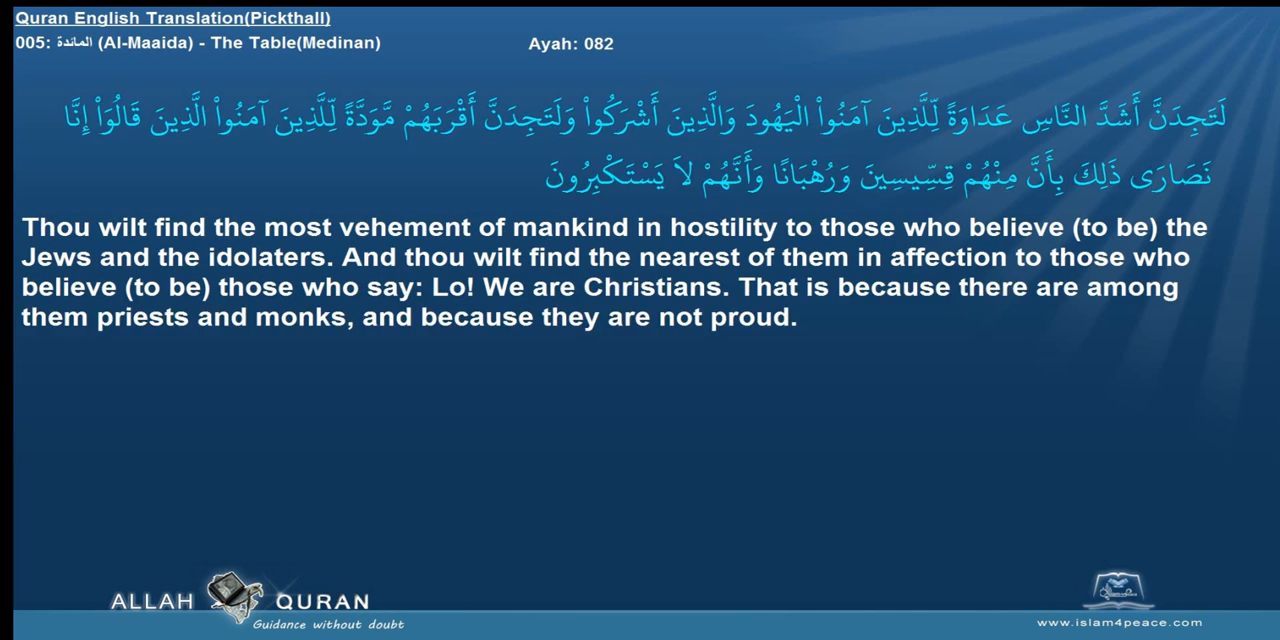 Quran English Translation(Pickthall)
005: المائدة (Al-Maaida) - The Table(Medinan) Ayah: 082
لَتَجِدَنَّ أَشَدَّ النَّاسِ عَدَاوَةً لِّلَّذِينَ آمَنُواْ الْيَهُودَ وَالَّذِينَ أَشْرَكُواْ وَلَتَجِدَنَّ أَقْرَبَهُمْ مَّوَدَّةً لِّلَّذِينَ آمَنُواْ الَّذِينَ قَالُوَاْ إِنَّا
نَصَارَى ذَلِكَ بِأَنَّ مِنْهُمْ قِسِّيسِينَ وَرُهْبَانًا وَأَنَّهُمْ لاَ يَسْتَكْبِرُونَ
Thou wilt find the most vehement of mankind in hostility to those who believe (to be) the
Jews and the idolaters. And thou wilt find the nearest of them in affection to those who
believe (to be) those who say: Lo! We are Christians. That is because there are among
them priests and monks, and because they are not proud.
ALLAH QURAN
Guidance without doubt
www.islam4peace.com